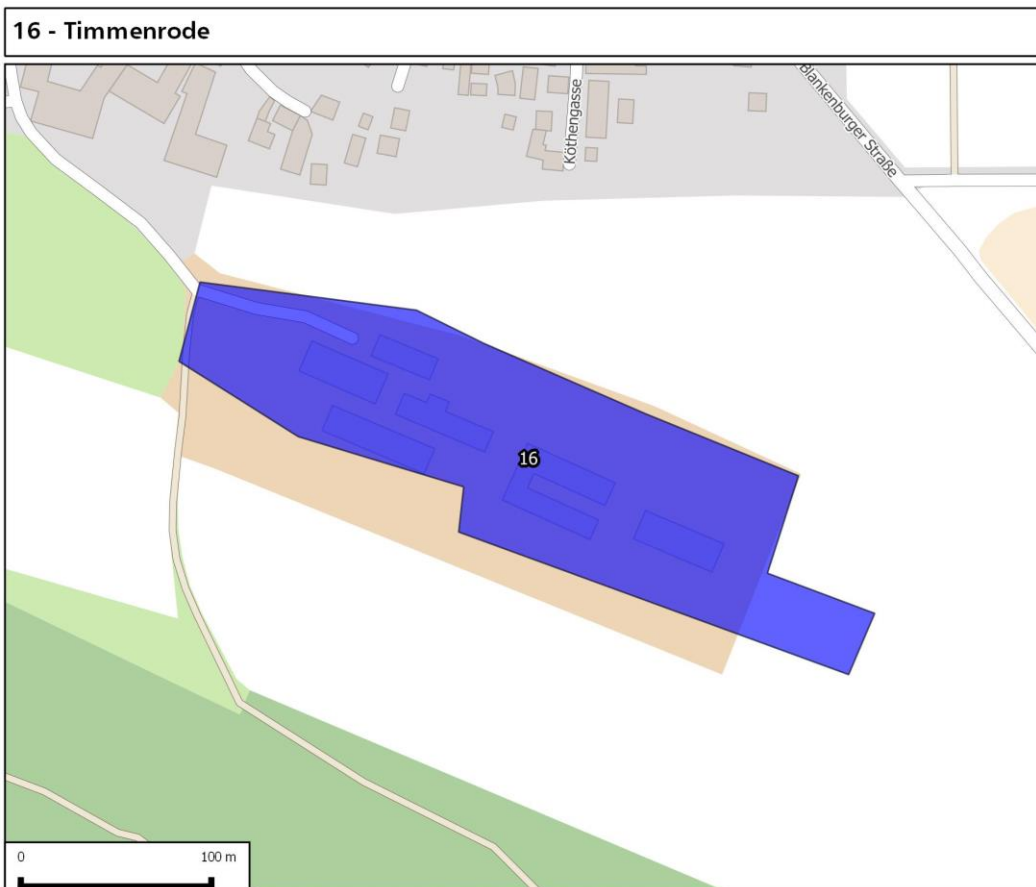 16 - Timmenrode
Blankenburger Straße
Köthengasse
16
0 100 m